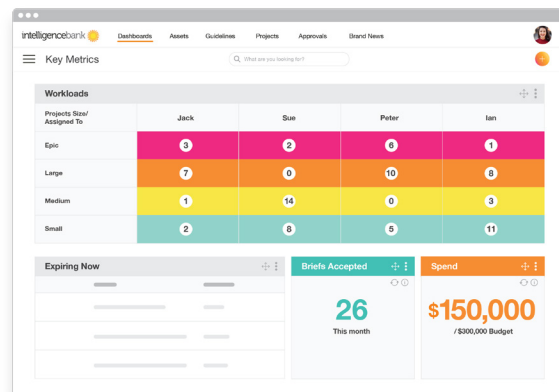 intelligencebank Dashboards Assets Guidelines Projects Approvals Brand News
Key Metrics What are you looking for?
Workloads
Projects Size/
Assigned To
Jack Sue Peter Ian
Epic 3 2 6 1
Large 7 0 10 8
Medium 1 14 0 3
Small 2 8 5 11
Expiring Now Briefs Accepted Spend
26 $150,000
This month / $300,000 Budget